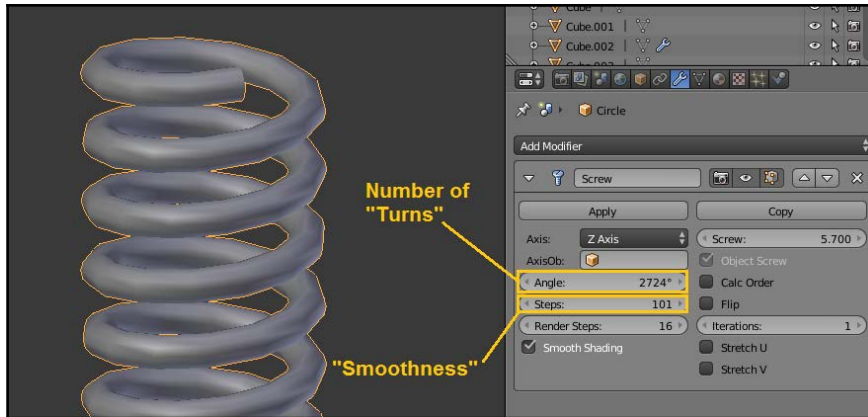 Cube
Cube.001
Cube.002
Circle
Add Modifier
Screw
Apply
Copy
Axis:
Z Axis
Screw:
5.700
AxisOb:
Object Screw
Number of
"Turns"
Angle:
2724°
Calc Order
Steps:
101
Flip
Render Steps:
16
Iterations:
1
Smooth Shading
Stretch U
"Smoothness"
Stretch V